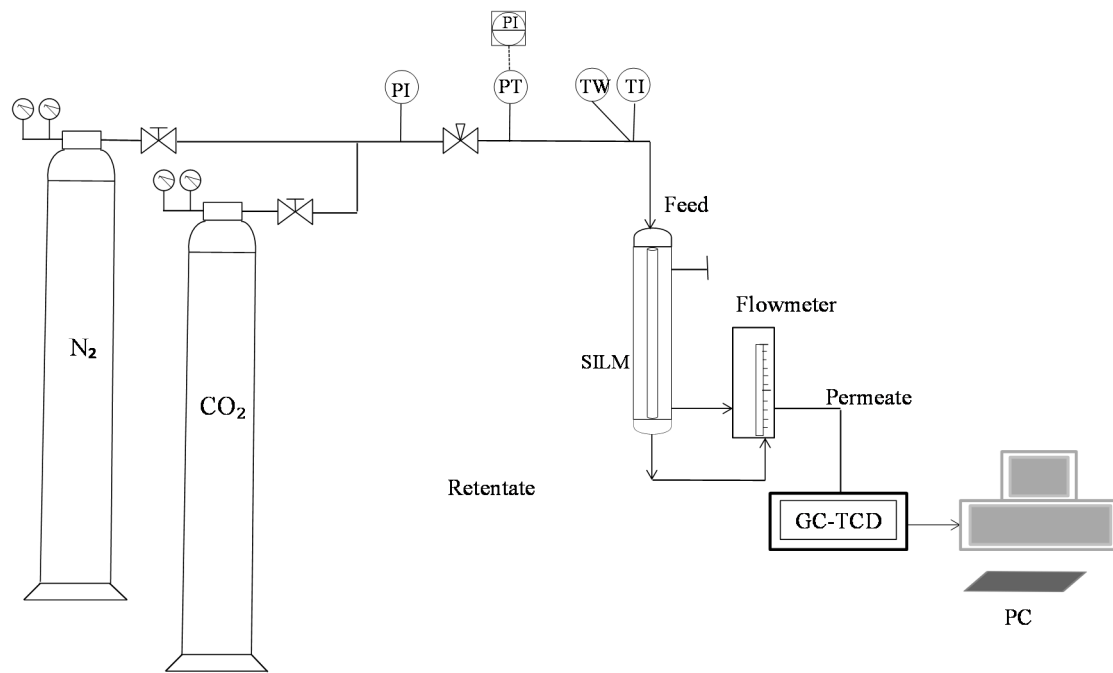 PI
PI
PT
TW
TI
Feed
N₂
CO₂
SILM
Flowmeter
Permeate
Retentate
GC-TCD
PC